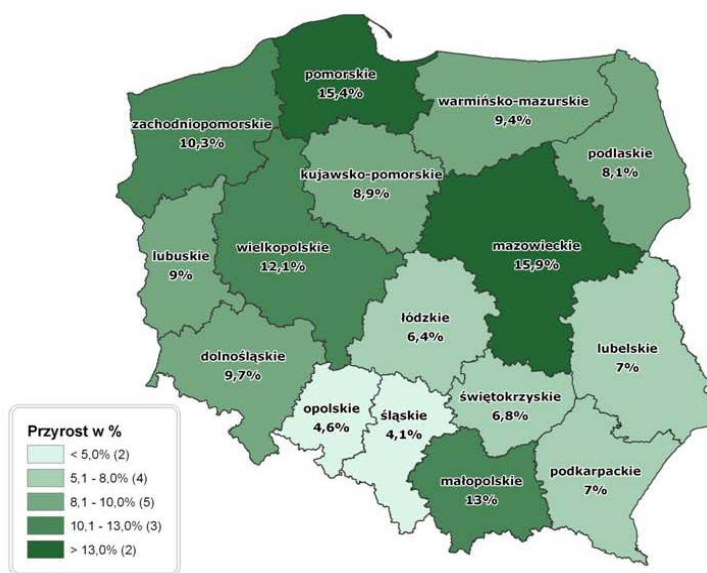 pomorskie
15,4%
warmińsko-mazurskie
9,4%
zachodniopomorskie
10,3%
podlaskie
8,1%
kujawsko-pomorskie
8,9%
wielkopolskie
12,1%
mazowieckie
15,9%
lubuskie
9%
łódzkie
6,4%
lubelskie
7%
dolnośląskie
9,7%
świętokrzyskie
6,8%
opolskie
4,6%
śląskie
4,1%
małopolskie
13%
podkarpackie
7%
Przyrost w %
< 5,0% (2)
5,1 - 8,0% (4)
8,1 - 10,0% (5)
10,1 - 13,0% (3)
> 13,0% (2)